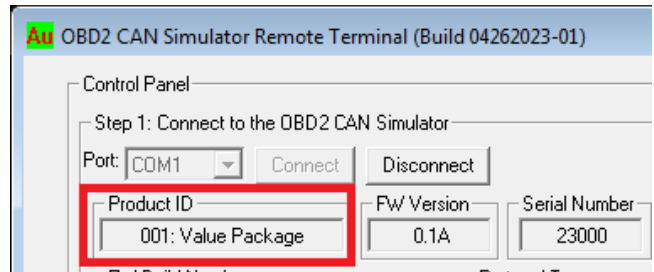 Au OBD2 CAN Simulator Remote Terminal (Build 04262023-01)
Control Panel
Step 1: Connect to the OBD2 CAN Simulator
Port: COM1 Connect Disconnect
Product ID FW Version Serial Number
001: Value Package 0.1A 23000